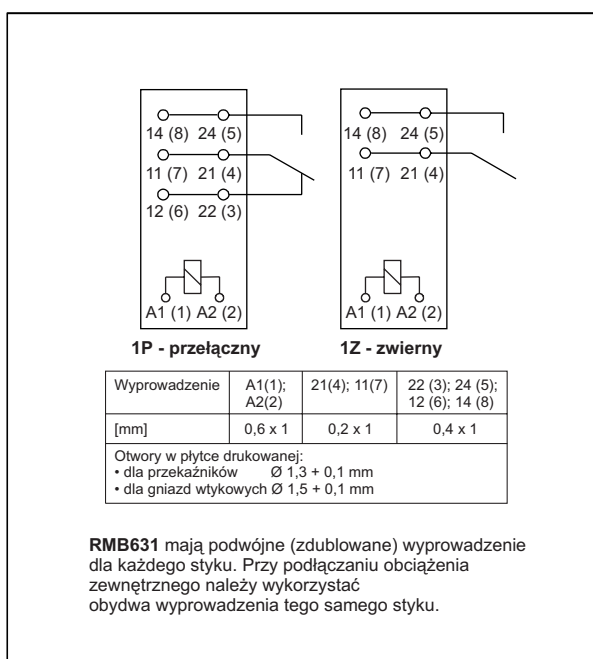 14 (8) 24 (5)
11 (7) 21 (4)
12 (6) 22 (3)
A1 (1) A2 (2)
1P - przełączny
14 (8) 24 (5)
11 (7) 21 (4)
A1 (1) A2 (2)
1Z - zwierny
Wyprowadzenie A1(1); 21(4); 11(7) 22 (3); 24 (5);
A2(2) 12 (6); 14 (8)
[mm] 0,6 x 1 0,2 x 1 0,4 x 1
Otwory w płytce drukowanej:
• dla przekaźników Ø 1,3 + 0,1 mm
• dla gniazd wtykowych Ø 1,5 + 0,1 mm
RMB631 mają podwójne (zdublowane) wyprowadzenie
dla każdego styku. Przy podłączaniu obciążenia
zewnętrznego należy wykorzystać
obydwa wyprowadzenia tego samego styku.